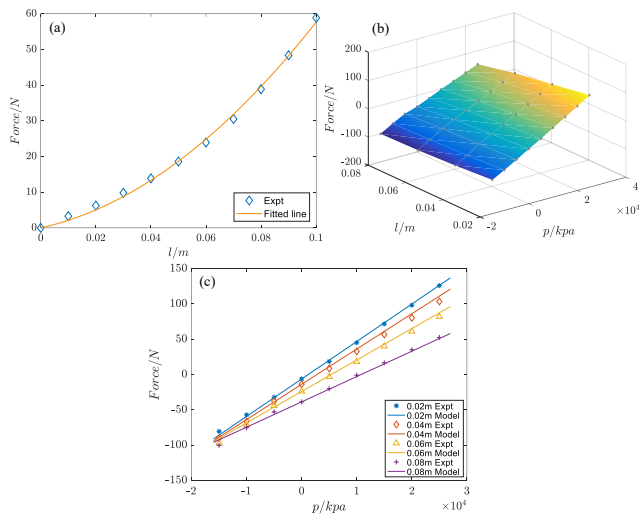 (a)
60
50
40
30
20
10
0
Force/N
0 0.02 0.04 0.06 0.08 0.1
l/m
Expt
Fitted line
(b)
200
100
0
-100
-200
Force/N
0.08
0.06
0.04
0.02
l/m
-2
0
2
4
×10⁴
p/kpa
(c)
150
100
50
0
-50
-100
-150
Force/N
-2 -1 0 1 2 3
×10⁴
p/kpa
0.02m Expt
0.02m Model
0.04m Expt
0.04m Model
0.06m Expt
0.06m Model
0.08m Expt
0.08m Model